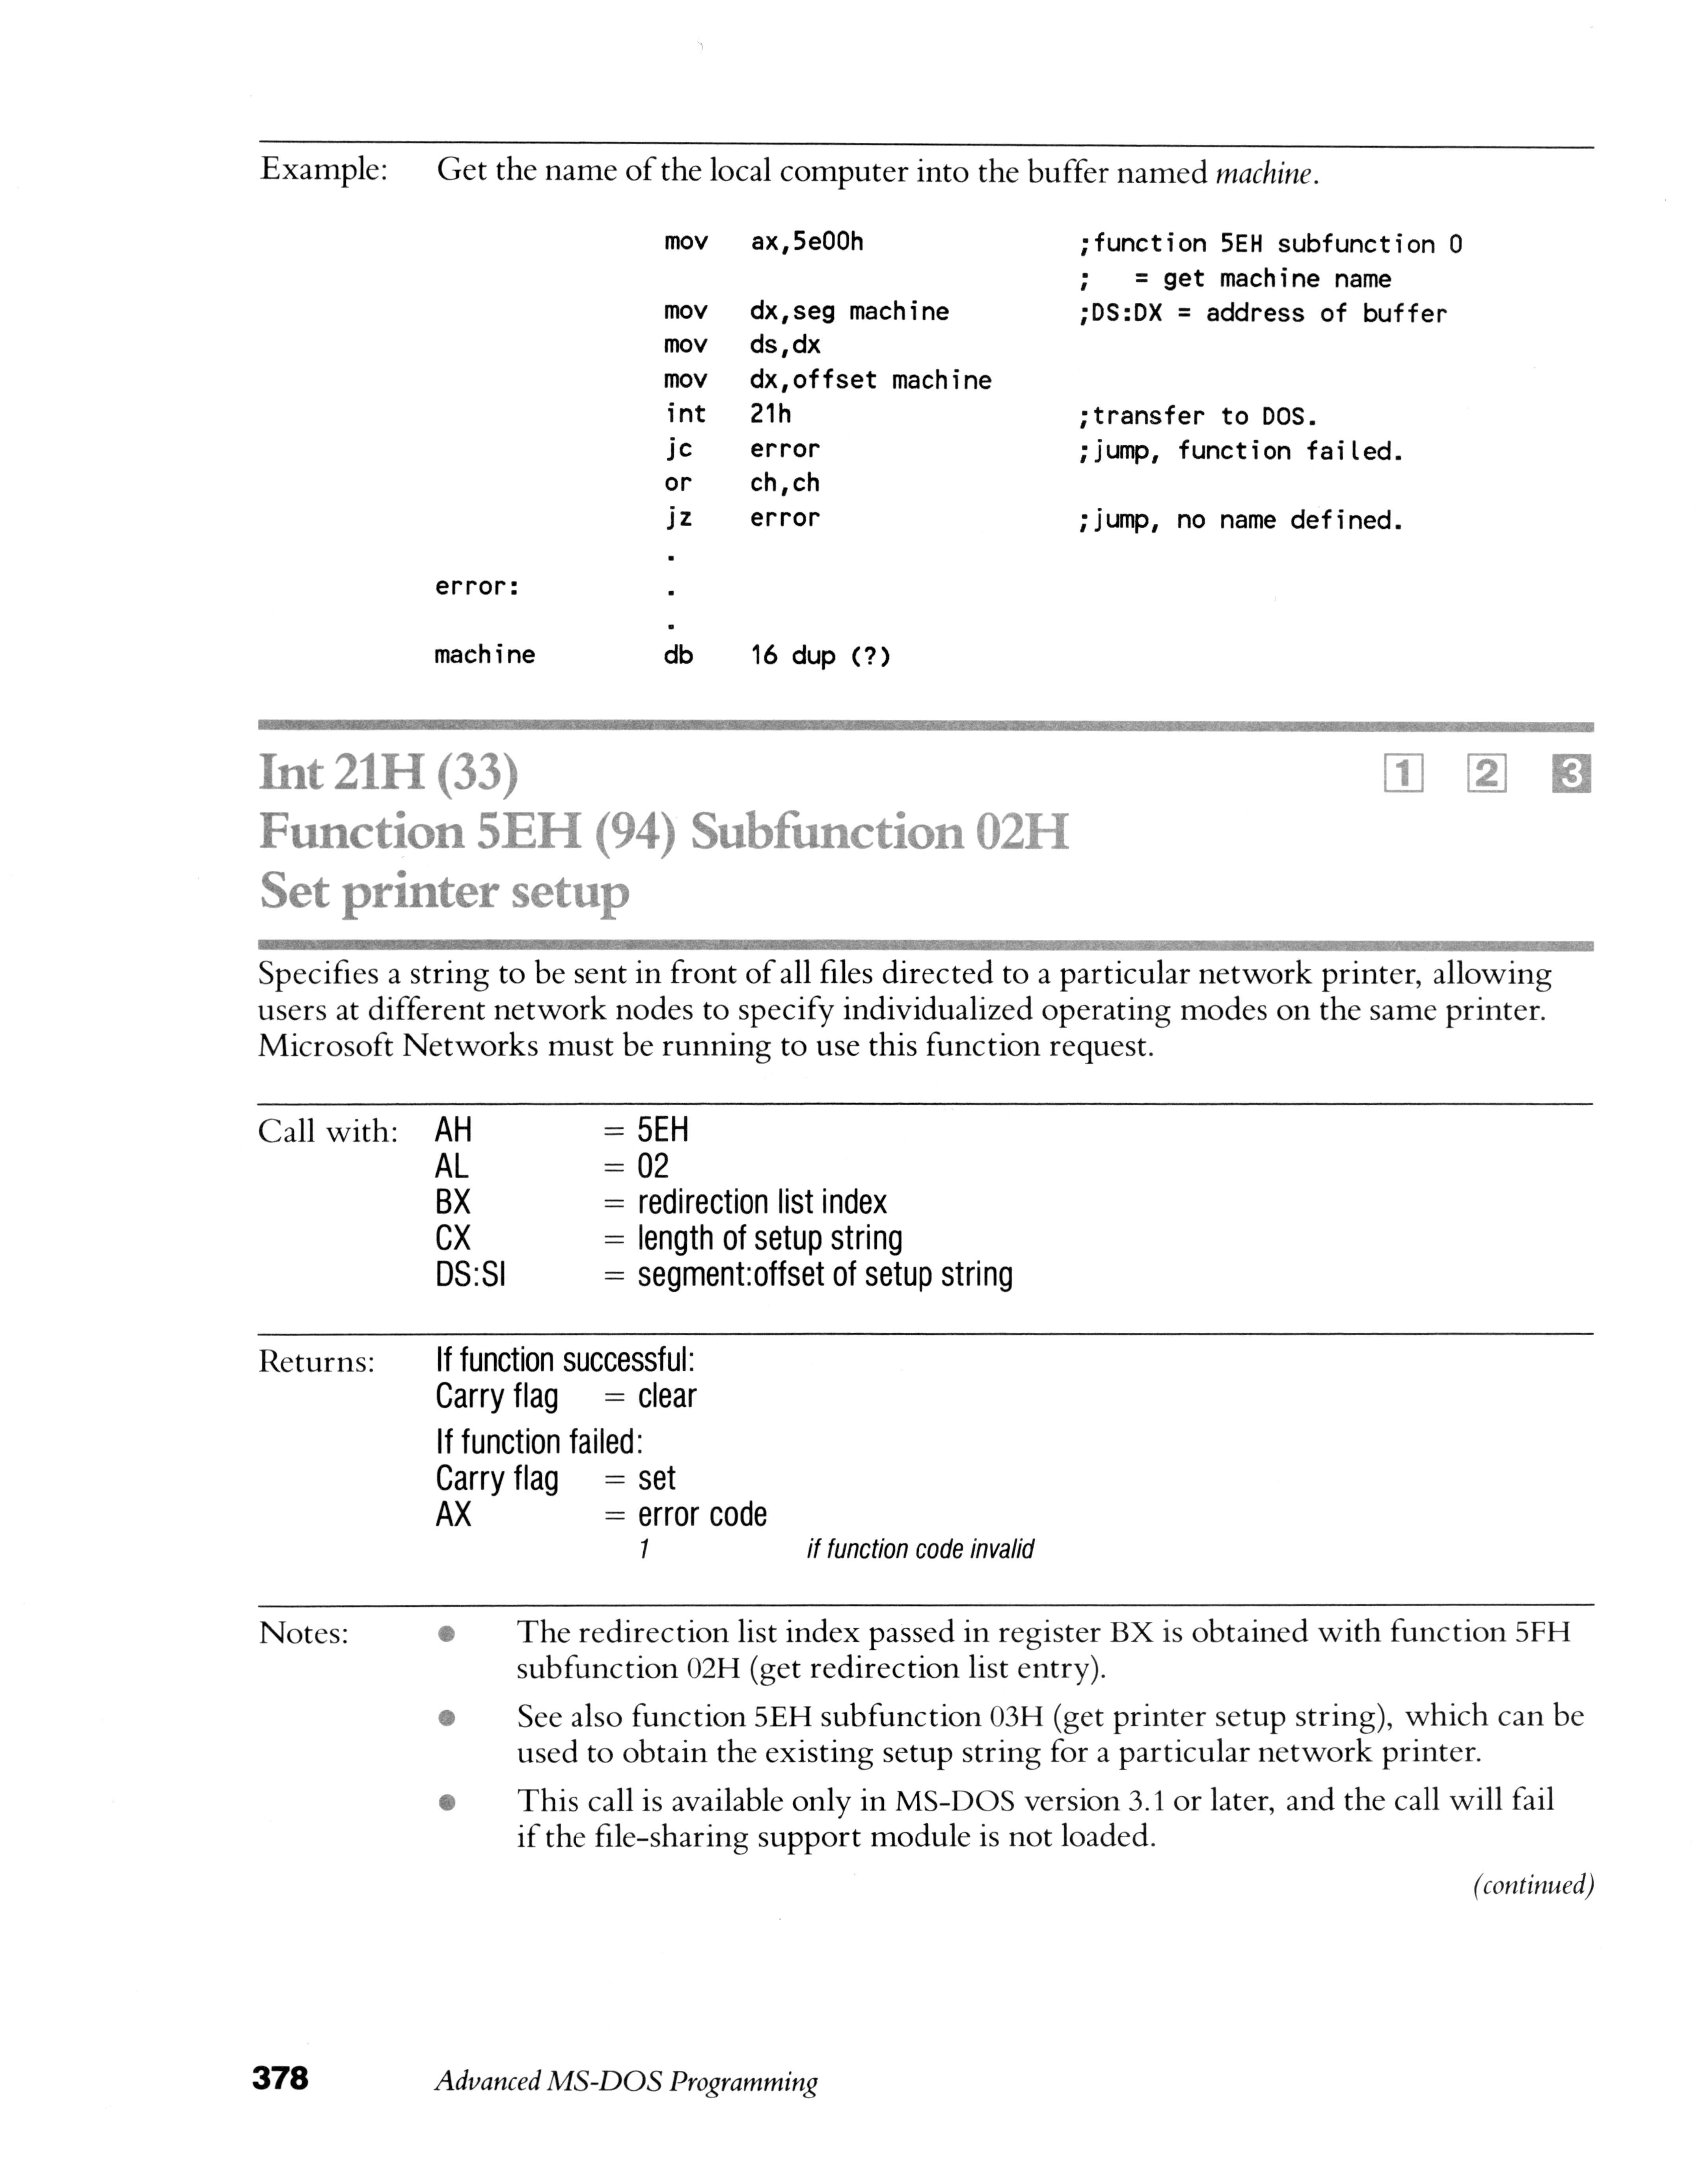 Example: Get the name of the local computer into the buffer named machine.
mov ax,5e00h ;function 5EH subfunction 0
; = get machine name
mov dx,seg machine ;DS:DX = address of buffer
mov ds,dx
mov dx,offset machine
int 21h ;transfer to DOS.
jc error ;jump, function failed.
or ch,ch
jz error ;jump, no name defined.
.
error: .
.
machine db 16 dup (?)
Int 21H (33) 1 2 3
Function 5EH (94) Subfunction 02H
Set printer setup
Specifies a string to be sent in front of all files directed to a particular network printer, allowing
users at different network nodes to specify individualized operating modes on the same printer.
Microsoft Networks must be running to use this function request.
Call with: AH = 5EH
AL = 02
BX = redirection list index
CX = length of setup string
DS:SI = segment:offset of setup string
Returns: If function successful:
Carry flag = clear
If function failed:
Carry flag = set
AX = error code
1 if function code invalid
Notes: ● The redirection list index passed in register BX is obtained with function 5FH
subfunction 02H (get redirection list entry).
● See also function 5EH subfunction 03H (get printer setup string), which can be
used to obtain the existing setup string for a particular network printer.
● This call is available only in MS-DOS version 3.1 or later, and the call will fail
if the file-sharing support module is not loaded.
(continued)
378 Advanced MS-DOS Programming